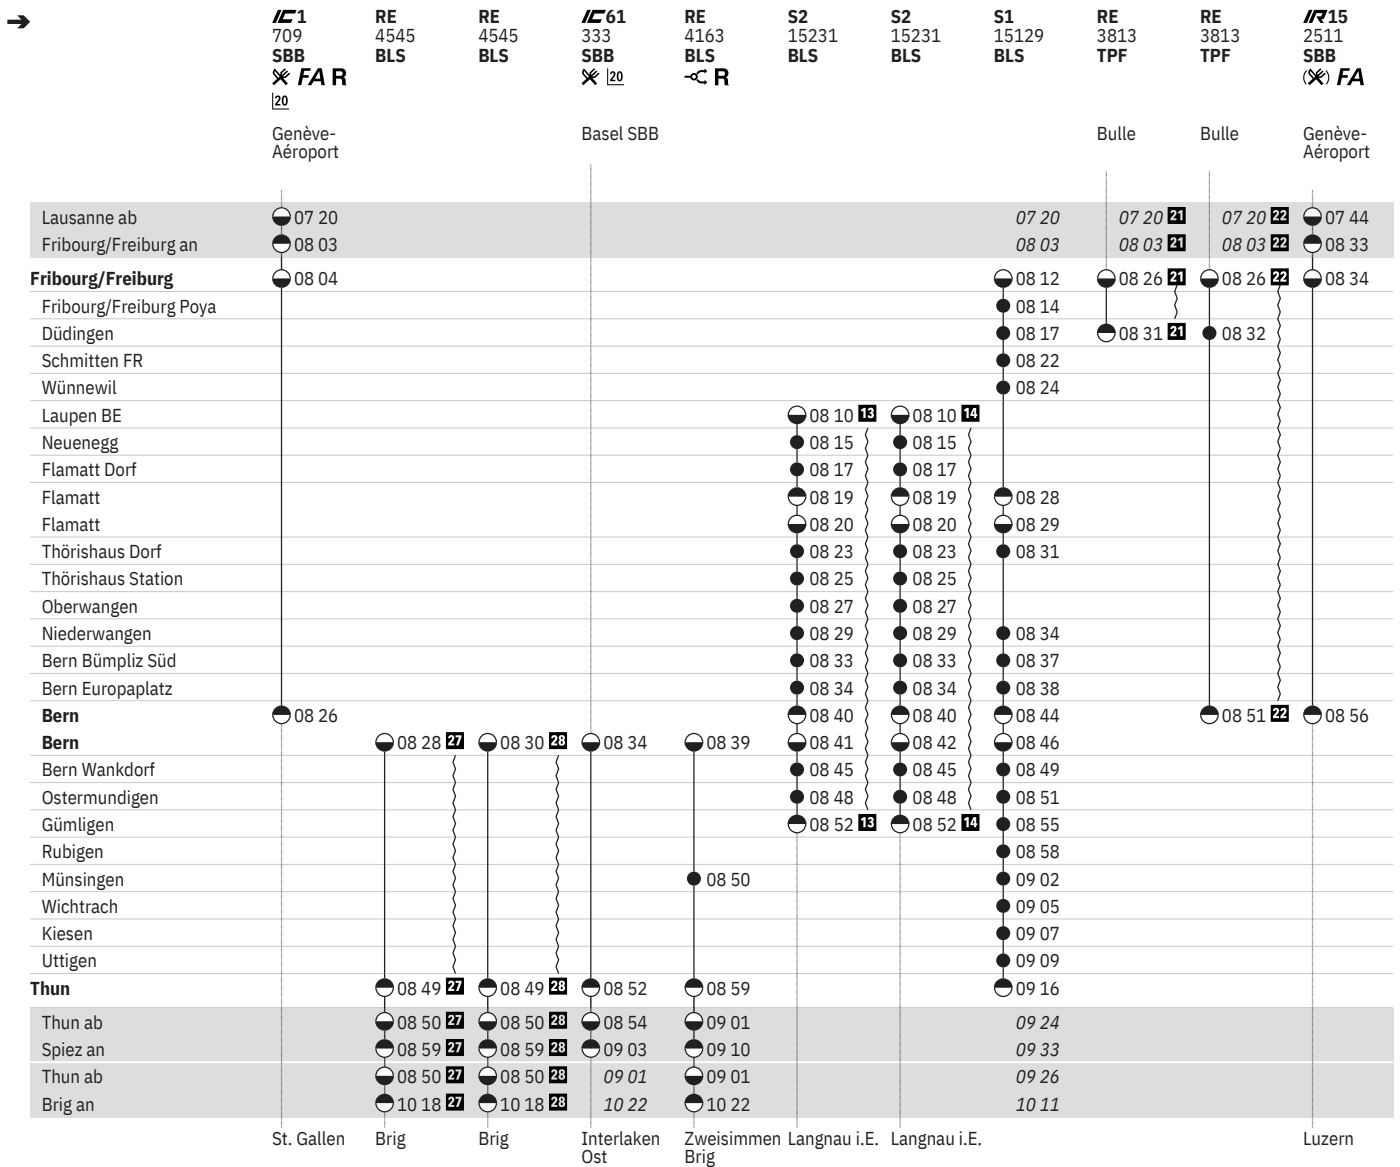 ➔ IC1 RE RE IC61 RE S2 S2 S1 RE RE IR15
709 4545 4545 333 4163 15231 15231 15129 3813 3813 2511
SBB BLS BLS SBB BLS BLS BLS BLS TPF TPF SBB
FA R 20 R FA
20
Genève- Basel SBB Bulle Bulle Genève-
Aéroport Aéroport
Lausanne ab 07 20 07 20 07 20 21 07 20 22 07 44
Fribourg/Freiburg an 08 03 08 03 08 03 21 08 03 22 08 33
Fribourg/Freiburg 08 04 08 12 08 26 21 08 26 22 08 34
Fribourg/Freiburg Poya 08 14
Düdingen 08 17 08 31 21 08 32
Schmitten FR 08 22
Wünnewil 08 24
Laupen BE 08 10 13 08 10 14
Neuenegg 08 15 08 15
Flamatt Dorf 08 17 08 17
Flamatt 08 19 08 19 08 28
Flamatt 08 20 08 20 08 29
Thörishaus Dorf 08 23 08 23 08 31
Thörishaus Station 08 25 08 25
Oberwangen 08 27 08 27
Niederwangen 08 29 08 29 08 34
Bern Bümpliz Süd 08 33 08 33 08 37
Bern Europaplatz 08 34 08 34 08 38
Bern 08 26 08 40 08 40 08 44 08 51 22 08 56
Bern 08 28 27 08 30 28 08 34 08 39 08 41 08 42 08 46
Bern Wankdorf 08 45 08 45 08 49
Ostermundigen 08 48 08 48 08 51
Gümligen 08 52 13 08 52 14 08 55
Rubigen 08 58
Münsingen 08 50 09 02
Wichtrach 09 05
Kiesen 09 07
Uttigen 09 09
Thun 08 49 27 08 49 28 08 52 08 59 09 16
Thun ab 08 50 27 08 50 28 08 54 09 01 09 24
Spiez an 08 59 27 08 59 28 09 03 09 10 09 33
Thun ab 08 50 27 08 50 28 09 01 09 01 09 26
Brig an 10 18 27 10 18 28 10 22 10 22 10 11
St. Gallen Brig Brig Interlaken Zweisimmen Langnau i.E. Langnau i.E. Luzern
Ost Brig